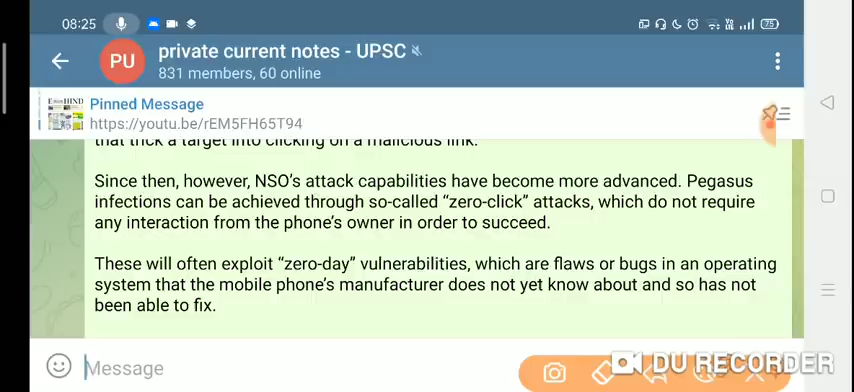 08:25
75
PU
private current notes - UPSC
831 members, 60 online
Pinned Message
https://youtu.be/rEM5FH65T94
that trick a target into clicking on a malicious link.
Since then, however, NSO's attack capabilities have become more advanced. Pegasus
infections can be achieved through so-called “zero-click” attacks, which do not require
any interaction from the phone's owner in order to succeed.
These will often exploit “zero-day” vulnerabilities, which are flaws or bugs in an operating
system that the mobile phone's manufacturer does not yet know about and so has not
been able to fix.
Message
DU RECORDER